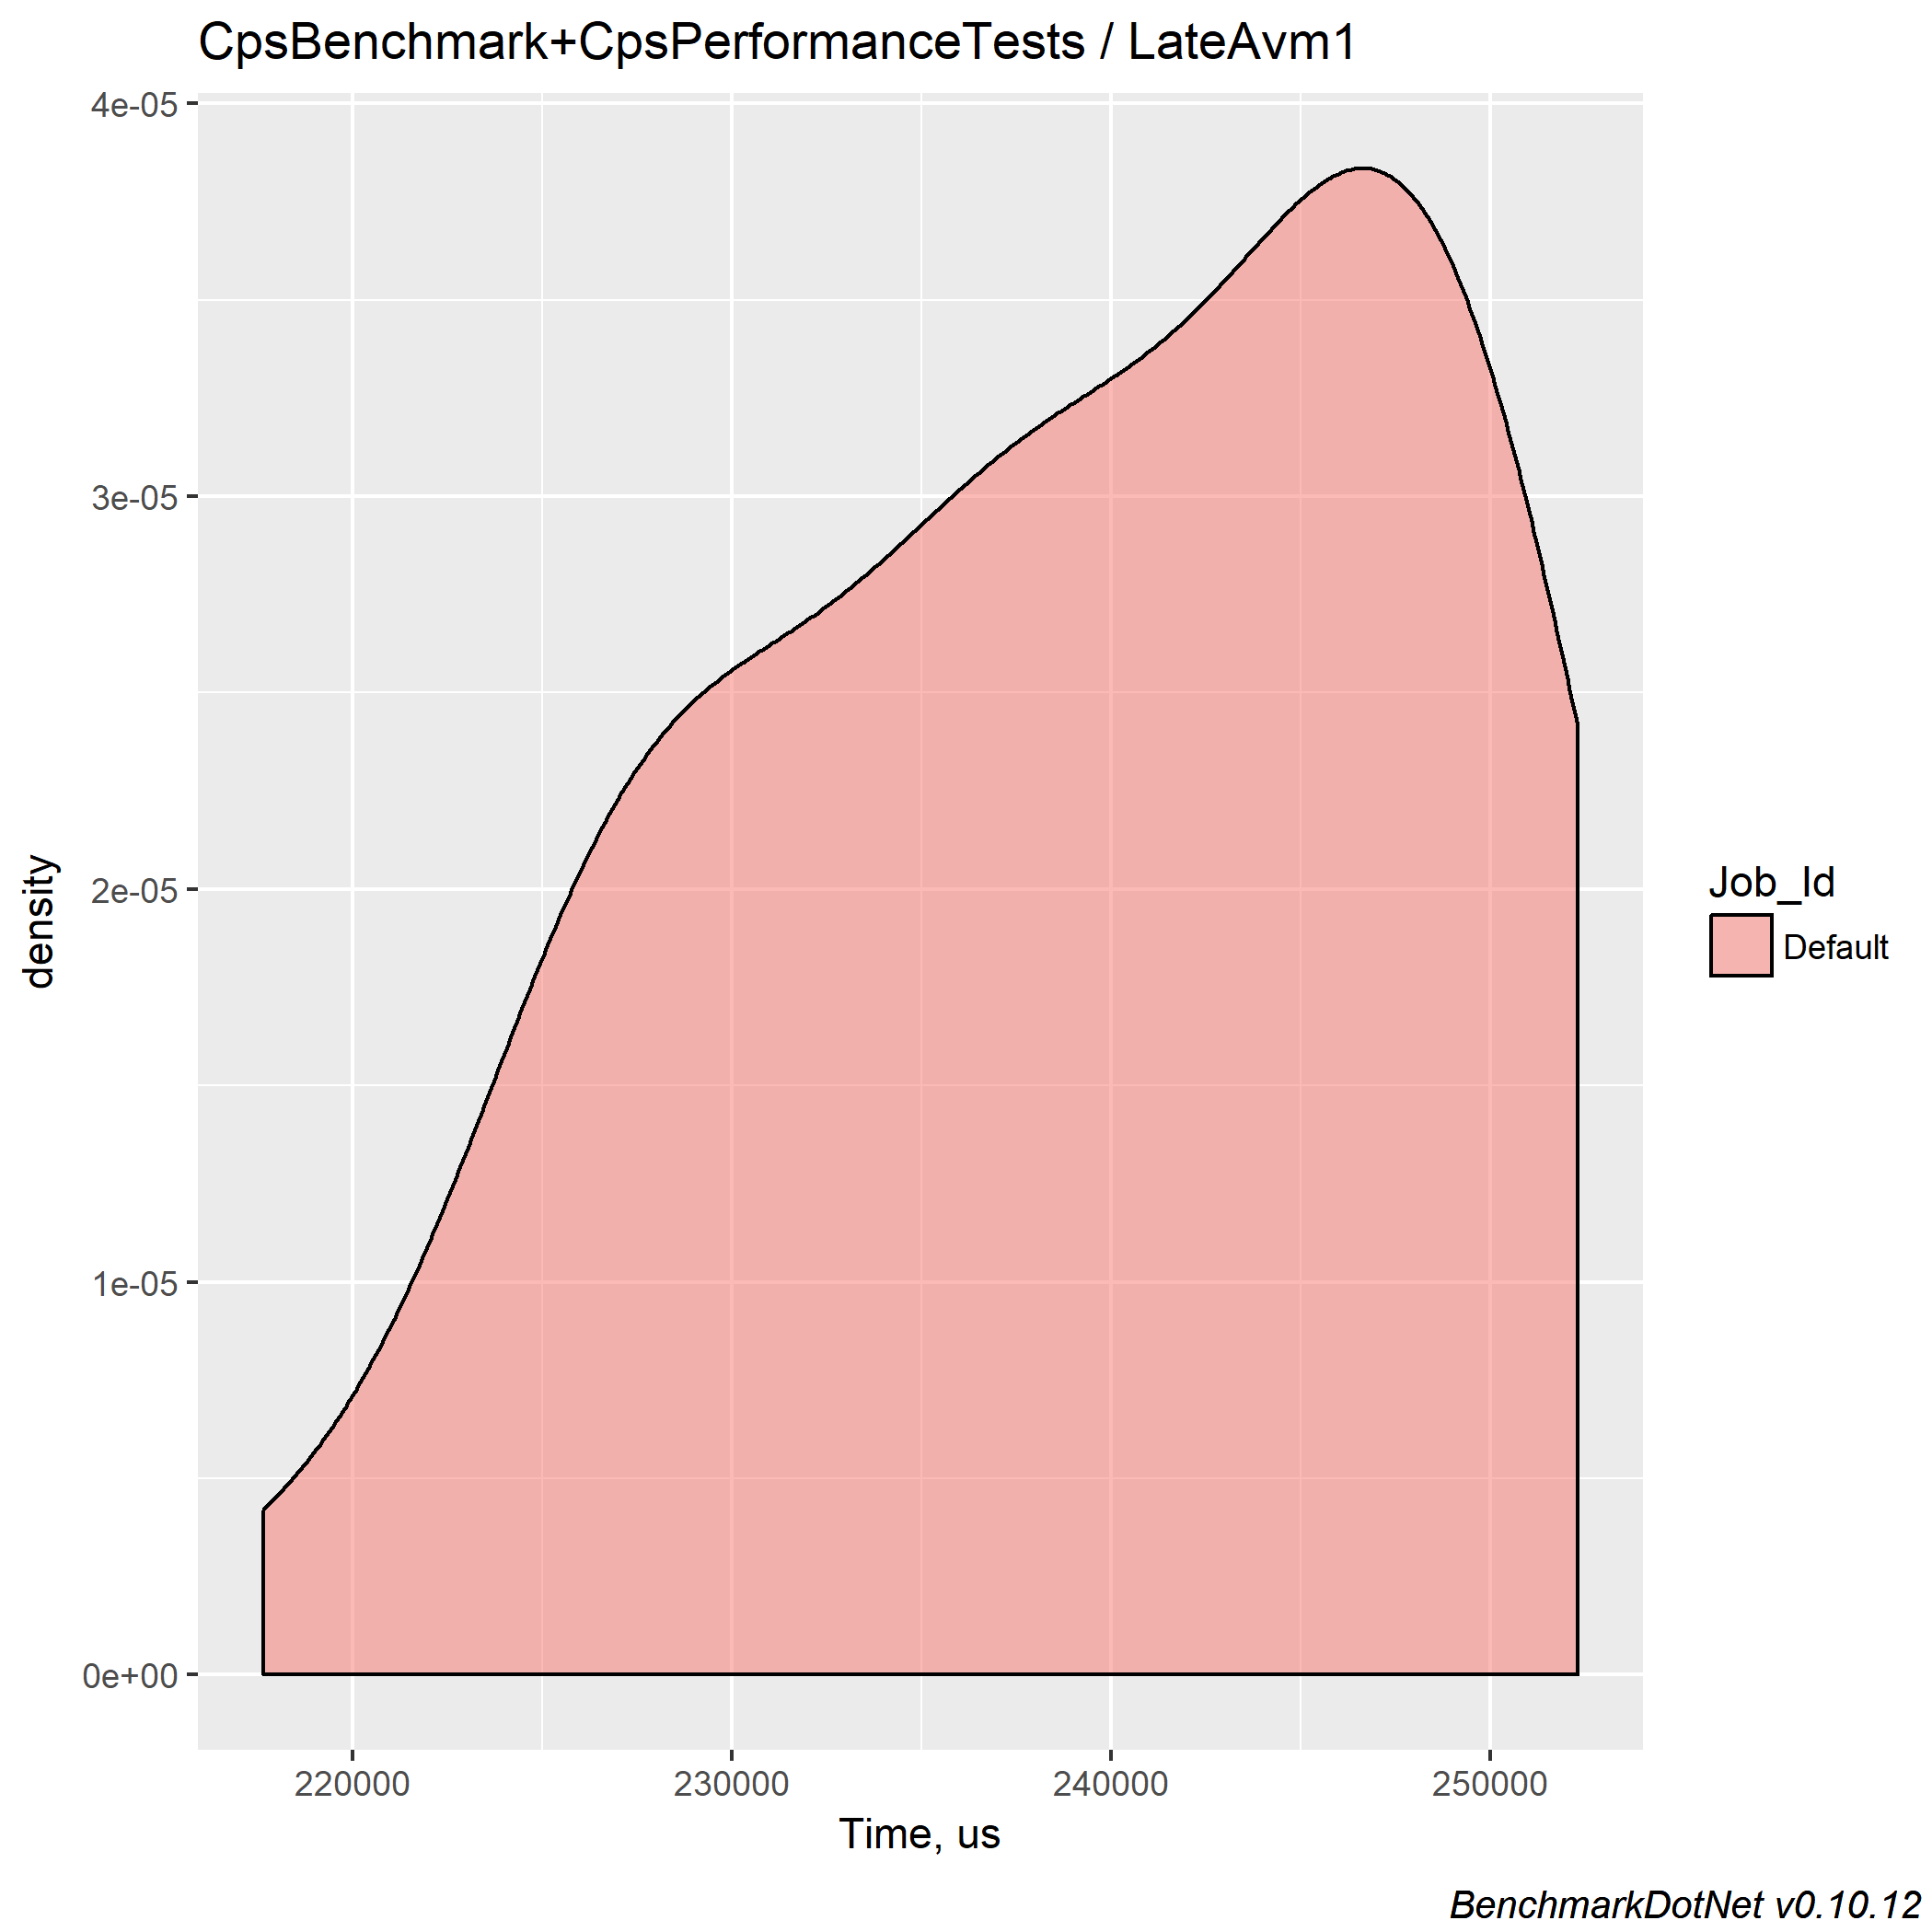 CpsBenchmark+CpsPerformanceTests / LateAvm1
4e-05
3e-05
2e-05
1e-05
0e+00
density
220000 230000 240000 250000
Time, us
Job_Id
Default
BenchmarkDotNet v0.10.12